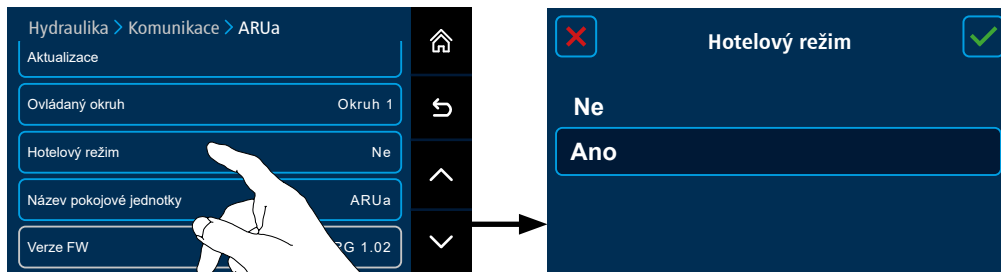 Hydraulika > Komunikace > ARUa
Aktualizace
Ovládaný okruh Okruh 1
Hotelový režim Ne
Název pokojové jednotky ARUa
Verze FW RG 1.02
Hotelový režim
Ne
Ano